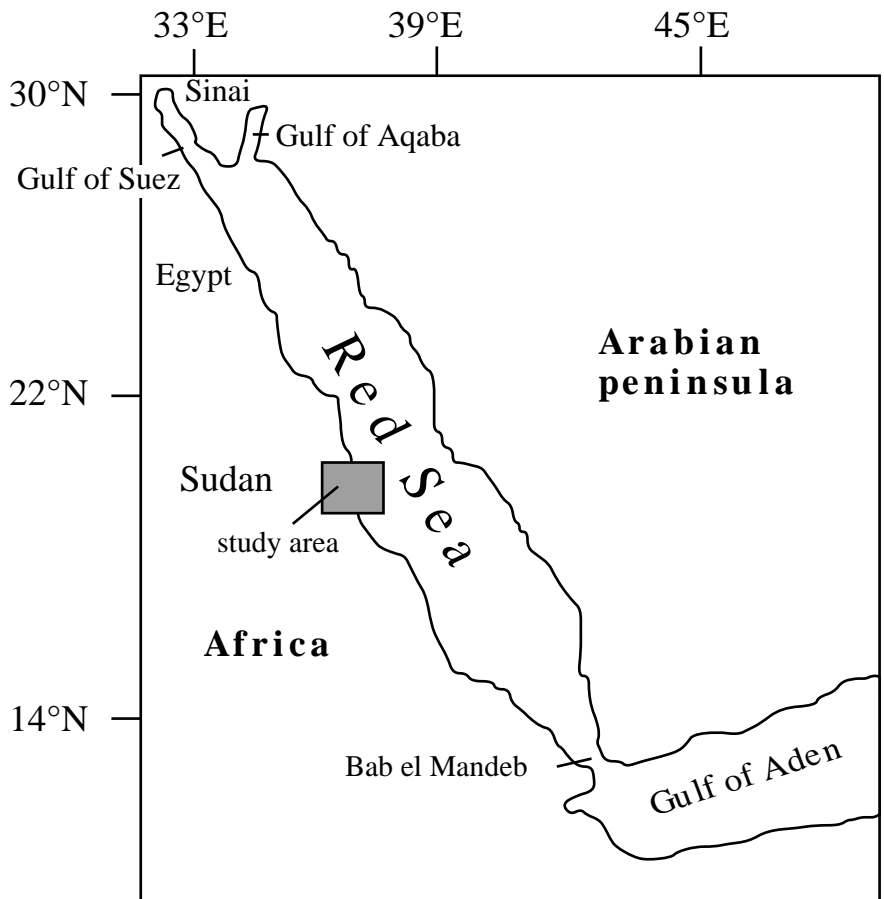 33°E
39°E
45°E
30°N
Sinai
Gulf of Aqaba
Gulf of Suez
Egypt
Arabian
peninsula
22°N
Red Sea
Sudan
study area
Africa
14°N
Bab el Mandeb
Gulf of Aden